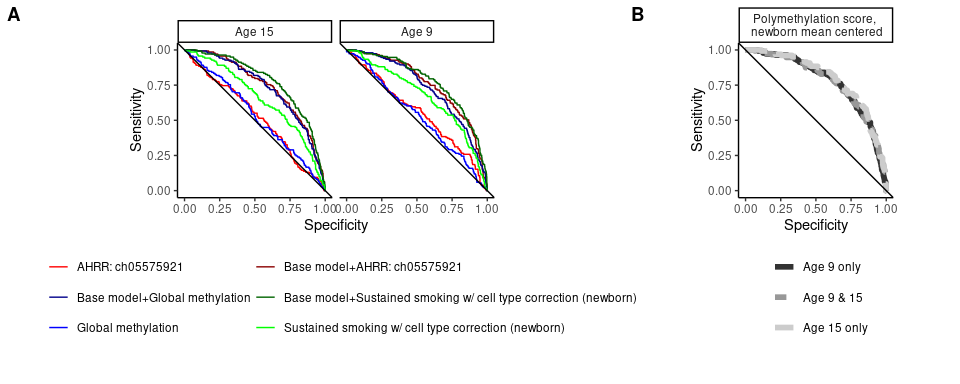 A
B
Age 15
Age 9
Polymethylation score,
newborn mean centered
Sensitivity
1.00
0.75
0.50
0.25
0.00
0.00 0.25 0.50 0.75 1.00
0.00 0.25 0.50 0.75 1.00
Specificity
Sensitivity
1.00
0.75
0.50
0.25
0.00
0.00 0.25 0.50 0.75 1.00
Specificity
AHRR: ch05575921
Base model+AHRR: ch05575921
Base model+Global methylation
Base model+Sustained smoking w/ cell type correction (newborn)
Global methylation
Sustained smoking w/ cell type correction (newborn)
Age 9 only
Age 9 & 15
Age 15 only